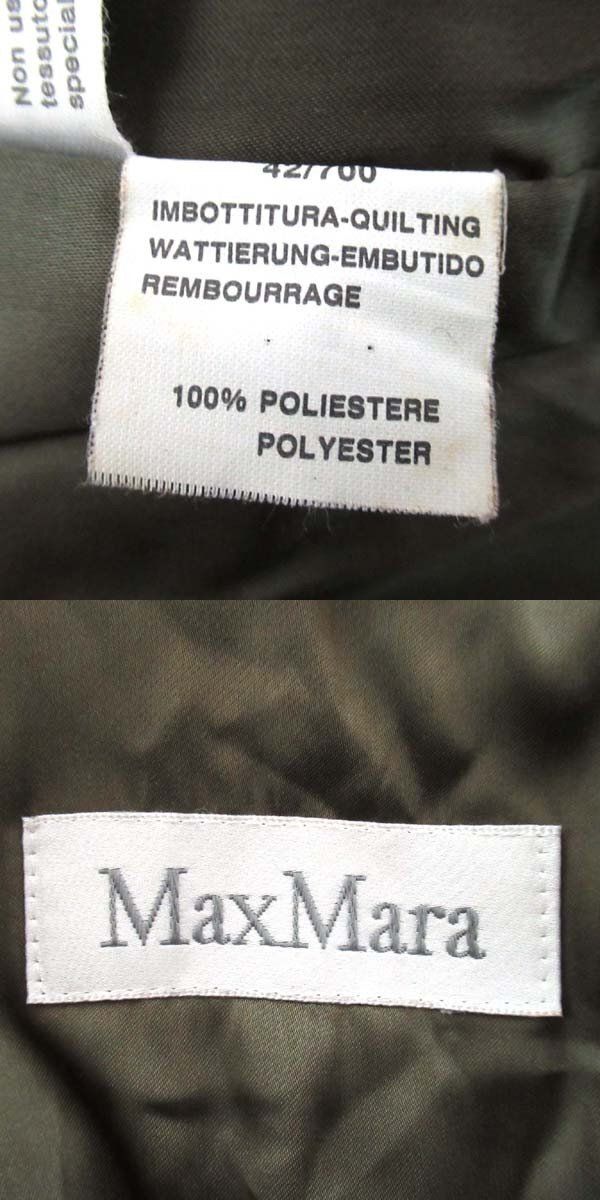 Non us
tessuto
special
42/700
IMBOTTITURA-QUILTING
WATTIERUNG-EMBUTIDO
REMBOURRAGE
100% POLIESTERE
POLYESTER
MaxMara